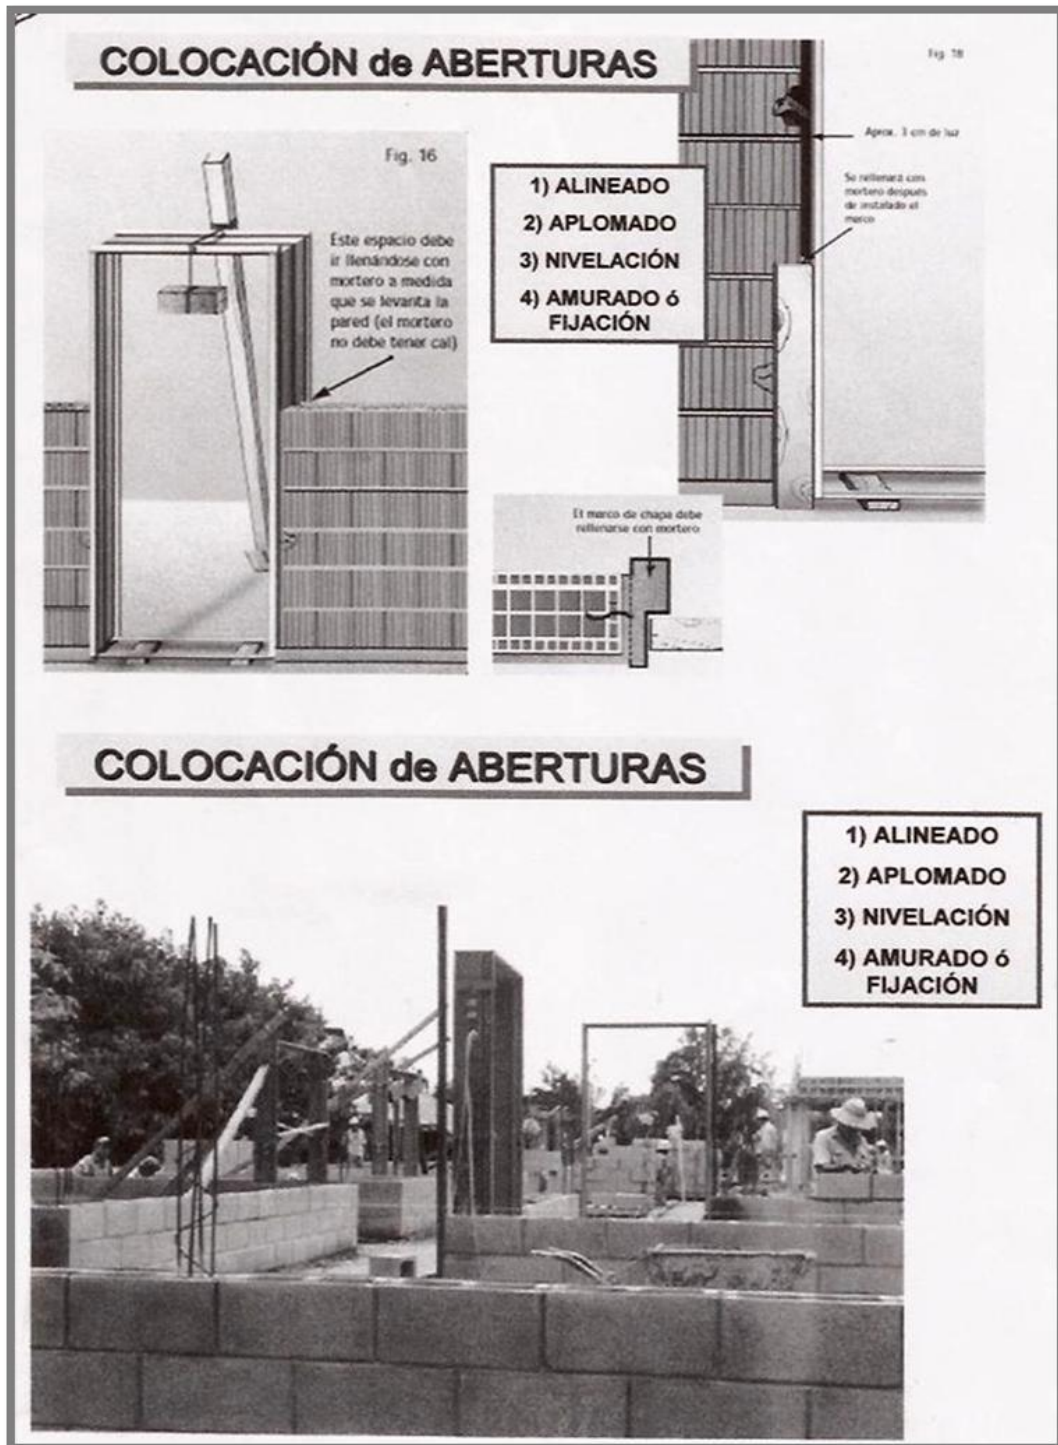 COLOCACIÓN de ABERTURAS
Fig. 18
Aprox. 3 cm de luz
Se rellenará con
mortero después
de instalado el
marco
Fig. 16
Este espacio debe
ir llenándose con
mortero a medida
que se levanta la
pared (el mortero
no debe tener cal)
1) ALINEADO
2) APLOMADO
3) NIVELACIÓN
4) AMURADO ó
FIJACIÓN
El marco de chapa debe
rellenarse con mortero
COLOCACIÓN de ABERTURAS
1) ALINEADO
2) APLOMADO
3) NIVELACIÓN
4) AMURADO ó
FIJACIÓN